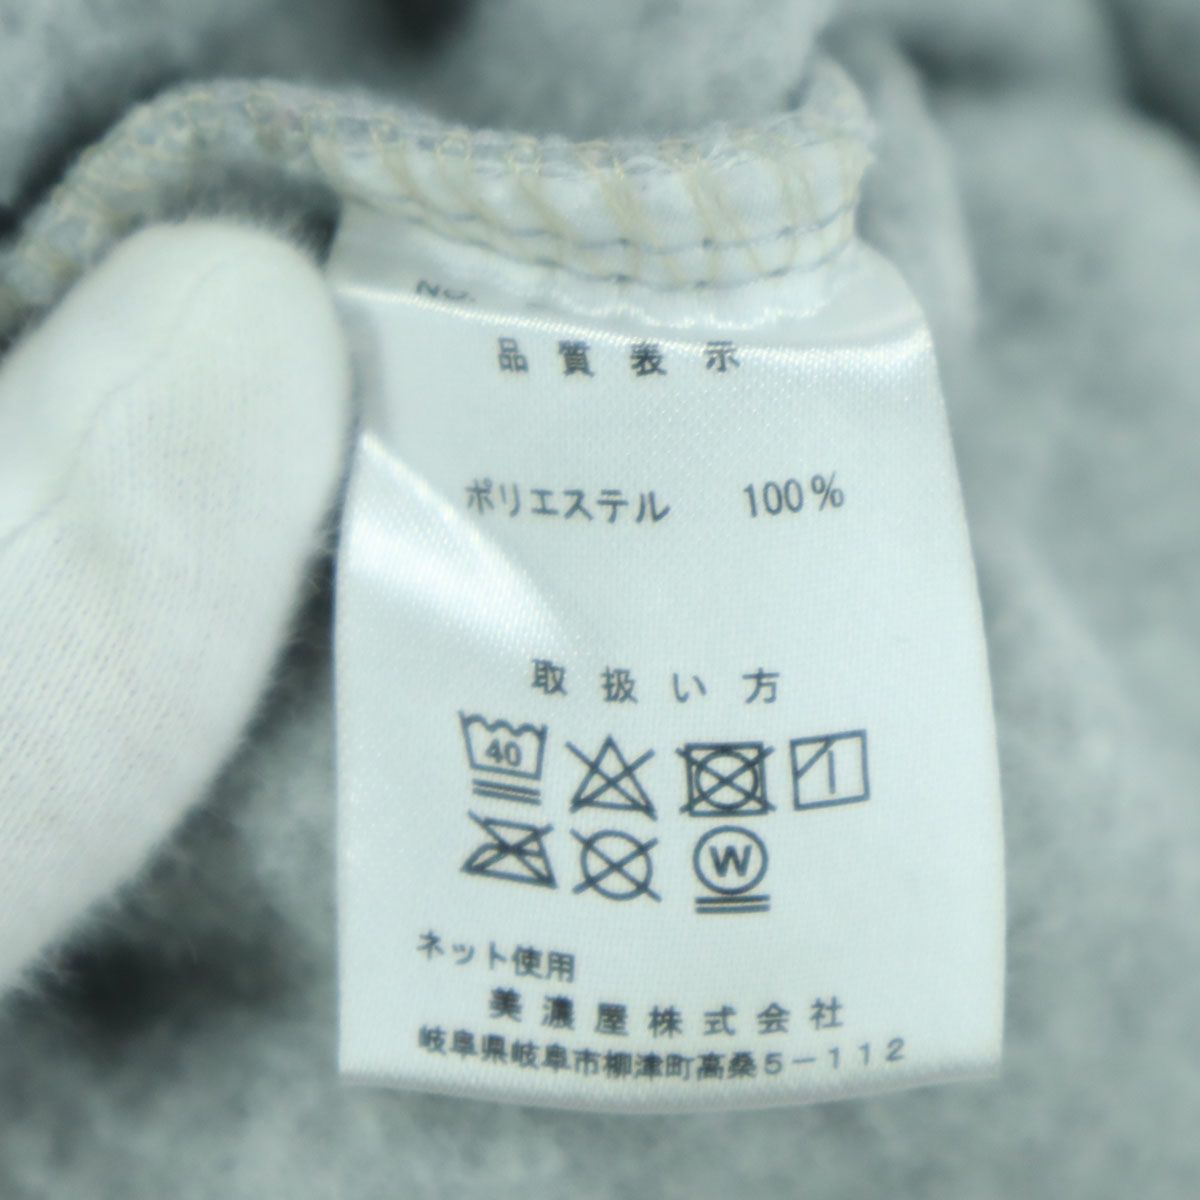 No.
品質表示
ポリエステル 100%
取扱い方
40
W
ネット使用
美濃屋株式会社
岐阜県岐阜市柳津町高桑5-112